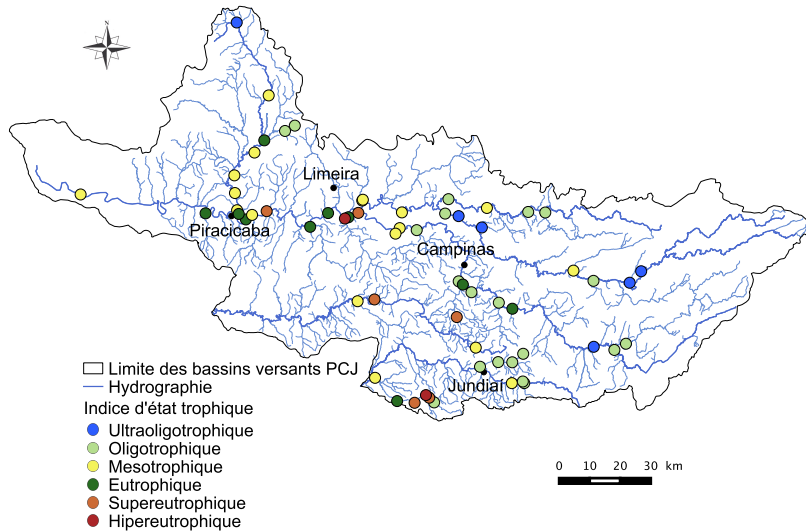 N
Limeira
Piracicaba
Campinas
Jundiaí
Limite des bassins versants PCJ
Hydrographie
Indice d'état trophique
Ultraoligotrophique
Oligotrophique
Mesotrophique
Eutrophique
Supereutrophique
Hipereutrophique
0 10 20 30 km